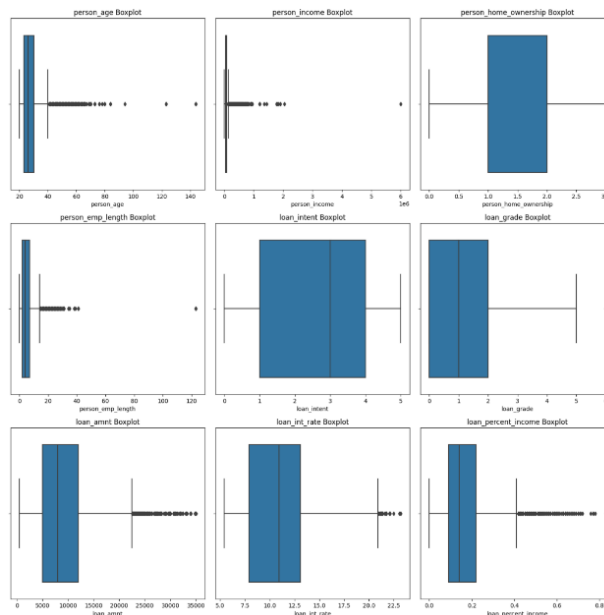 person_age Boxplot
20 40 60 80 100 120 140
person_age
person_income Boxplot
0 1 2 3 4 5 6
1e6
person_income
person_home_ownership Boxplot
0.0 0.5 1.0 1.5 2.0 2.5 3.0
person_home_ownership
person_emp_length Boxplot
0 20 40 60 80 100 120
person_emp_length
loan_intent Boxplot
0 1 2 3 4 5
loan_intent
loan_grade Boxplot
0 1 2 3 4 5
loan_grade
loan_amnt Boxplot
0 5000 10000 15000 20000 25000 30000 35000
loan_amnt
loan_int_rate Boxplot
5.0 7.5 10.0 12.5 15.0 17.5 20.0 22.5
loan_int_rate
loan_percent_income Boxplot
0.0 0.2 0.4 0.6 0.8
loan_percent_income